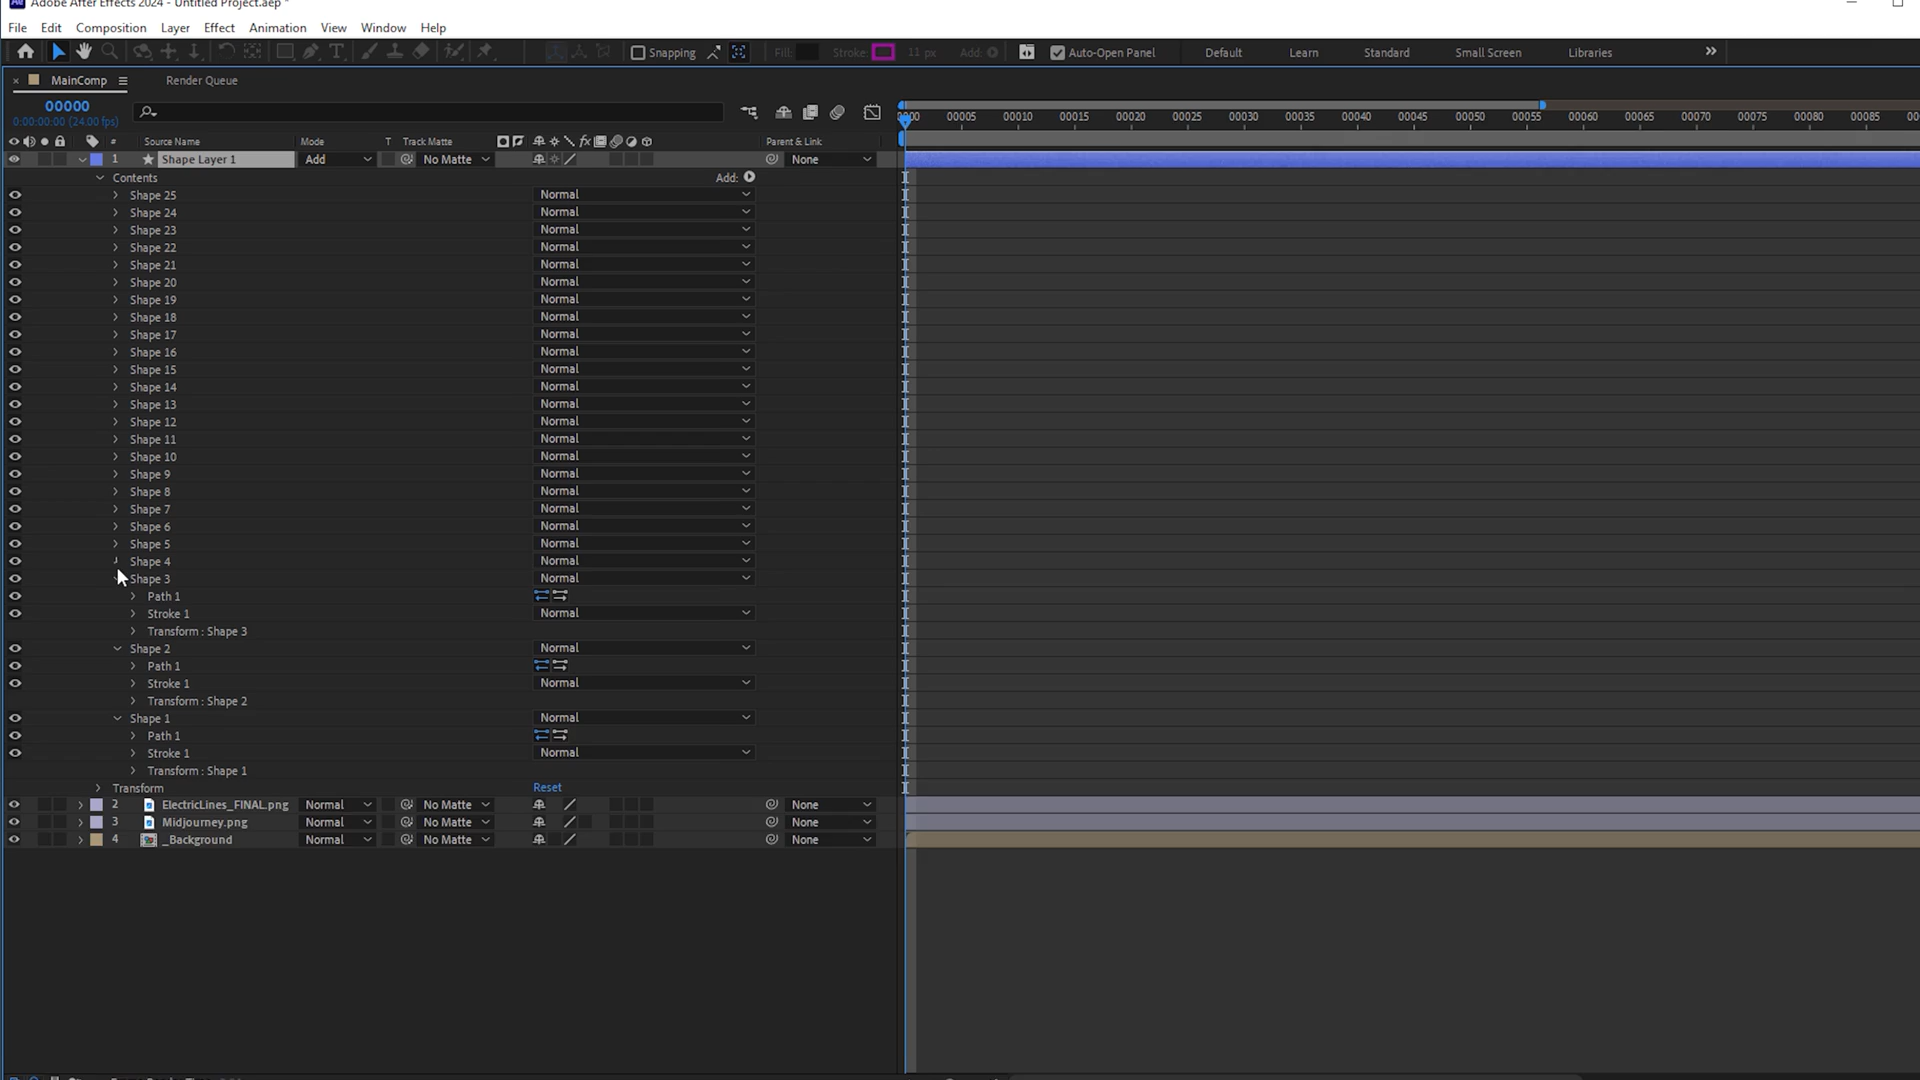 Adobe After Effects 2024 - Untitled Project.aep *
File Edit Composition Layer Effect Animation View Window Help
Snapping Fill: Stroke: 11 px Add: Auto-Open Panel Default Learn Standard Small Screen Libraries
MainComp Render Queue
00000
0:00:00:00 (24.00 fps)
00005 00010 00015 00020 00025 00030 00035 00040 00045 00050 00055 00060 00065 00070 00075 00080 00085
# Source Name Mode T Track Matte fx Parent & Link
1 Shape Layer 1 Add No Matte None
Contents Add:
Shape 25 Normal
Shape 24 Normal
Shape 23 Normal
Shape 22 Normal
Shape 21 Normal
Shape 20 Normal
Shape 19 Normal
Shape 18 Normal
Shape 17 Normal
Shape 16 Normal
Shape 15 Normal
Shape 14 Normal
Shape 13 Normal
Shape 12 Normal
Shape 11 Normal
Shape 10 Normal
Shape 9 Normal
Shape 8 Normal
Shape 7 Normal
Shape 6 Normal
Shape 5 Normal
Shape 4 Normal
Shape 3 Normal
Path 1
Stroke 1 Normal
Transform : Shape 3
Shape 2 Normal
Path 1
Stroke 1 Normal
Transform : Shape 2
Shape 1 Normal
Path 1
Stroke 1 Normal
Transform : Shape 1
Transform Reset
2 ElectricLines_FINAL.png Normal No Matte None
3 Midjourney.png Normal No Matte None
4 _Background Normal No Matte None